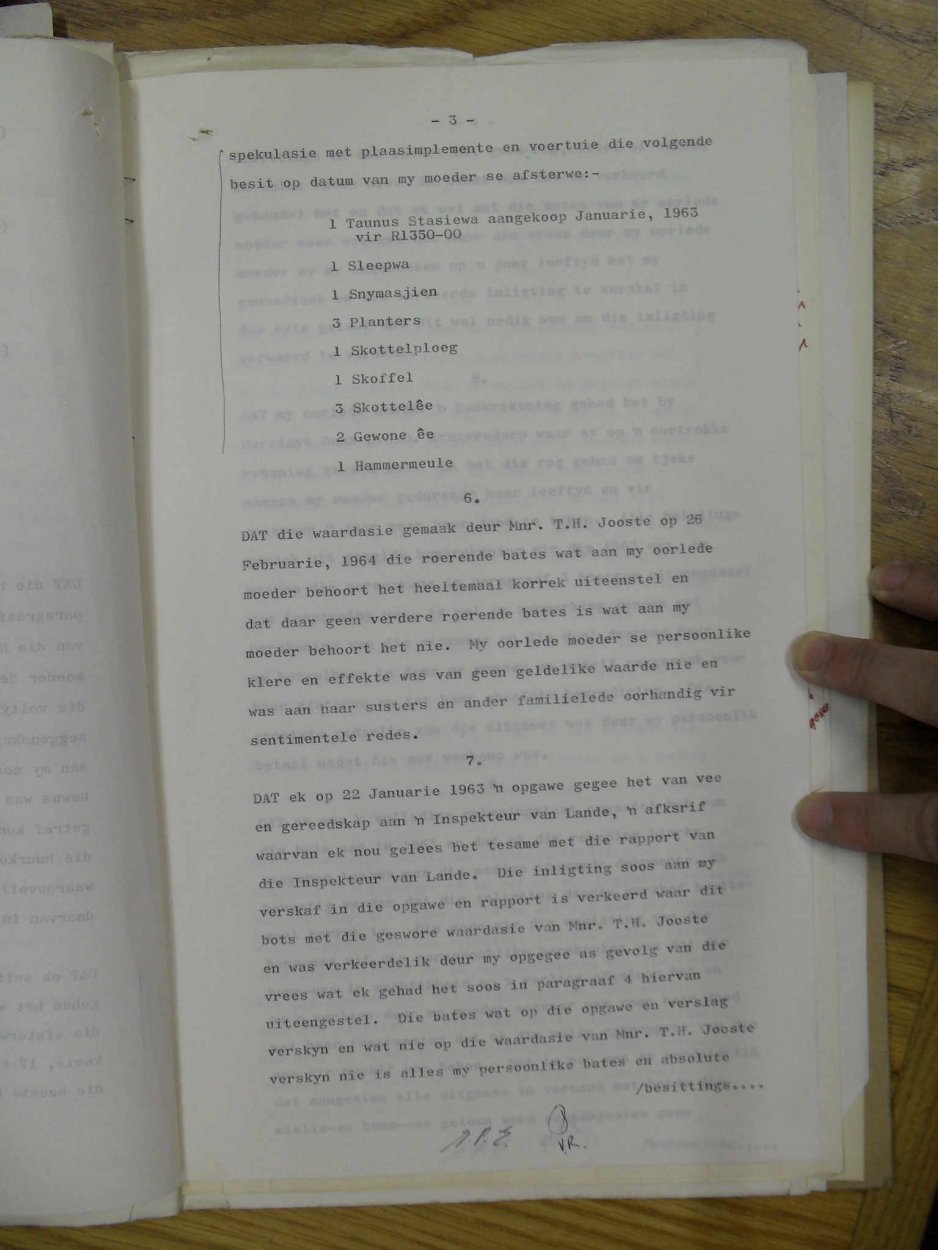 - 3 -
spekulasie met plaasimplemente en voertuie die volgende
besit op datum van my moeder se afsterwe:-
1 Taunus Stasiewa aangekoop Januarie, 1963
vir R1350-00
1 Sleepwa
1 Snymasjien
3 Planters
1 Skottelploeg
1 Skoffel
3 Skottelêe
2 Gewone êe
1 Hammermeule
6.
DAT die waardasie gemaak deur Mnr. T.H. Jooste op 26
Februarie, 1964 die roerende bates wat aan my oorlede
moeder behoort het heeltemaal korrek uiteenstel en
dat daar geen verdere roerende bates is wat aan my
moeder behoort het nie. My oorlede moeder se persoonlike
klere en effekte was van geen geldelike waarde nie en
was aan haar susters en ander familielede oorhandig vir
sentimentele redes.
7.
DAT ek op 22 Januarie 1963 'n opgawe gegee het van vee
en gereedskap aan 'n Inspekteur van Lande, 'n afksrif
waarvan ek nou gelees het tesame met die rapport van
die Inspekteur van Lande. Die inligting soos aan my
verskaf in die opgawe en rapport is verkeerd waar dit
bots met die geswore waardasie van Mnr. T.H. Jooste
en was verkeerdelik deur my opgegee as gevolg van die
vrees wat ek gehad het soos in paragraaf 4 hiervan
uiteengestel. Die bates wat op die opgawe en verslag
verskyn en wat nie op die waardasie van Mnr. T.H. Jooste
verskyn nie is alles my persoonlike bates en absolute
/besittings....
V.R.